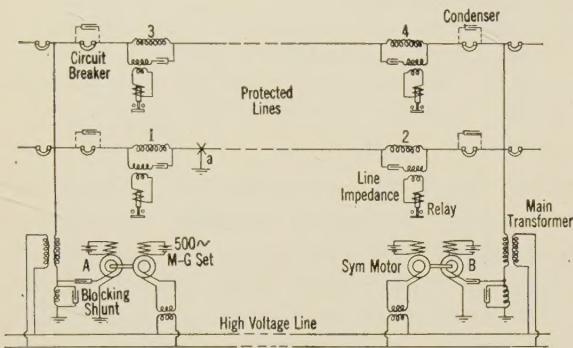 3
4
Condenser
Circuit
Breaker
Protected
Lines
1
2
a
Line
Impedance
Relay
Main
Transformer
A
500~
M-G Set
Sym Motor
B
Blocking
Shunt
High Voltage Line